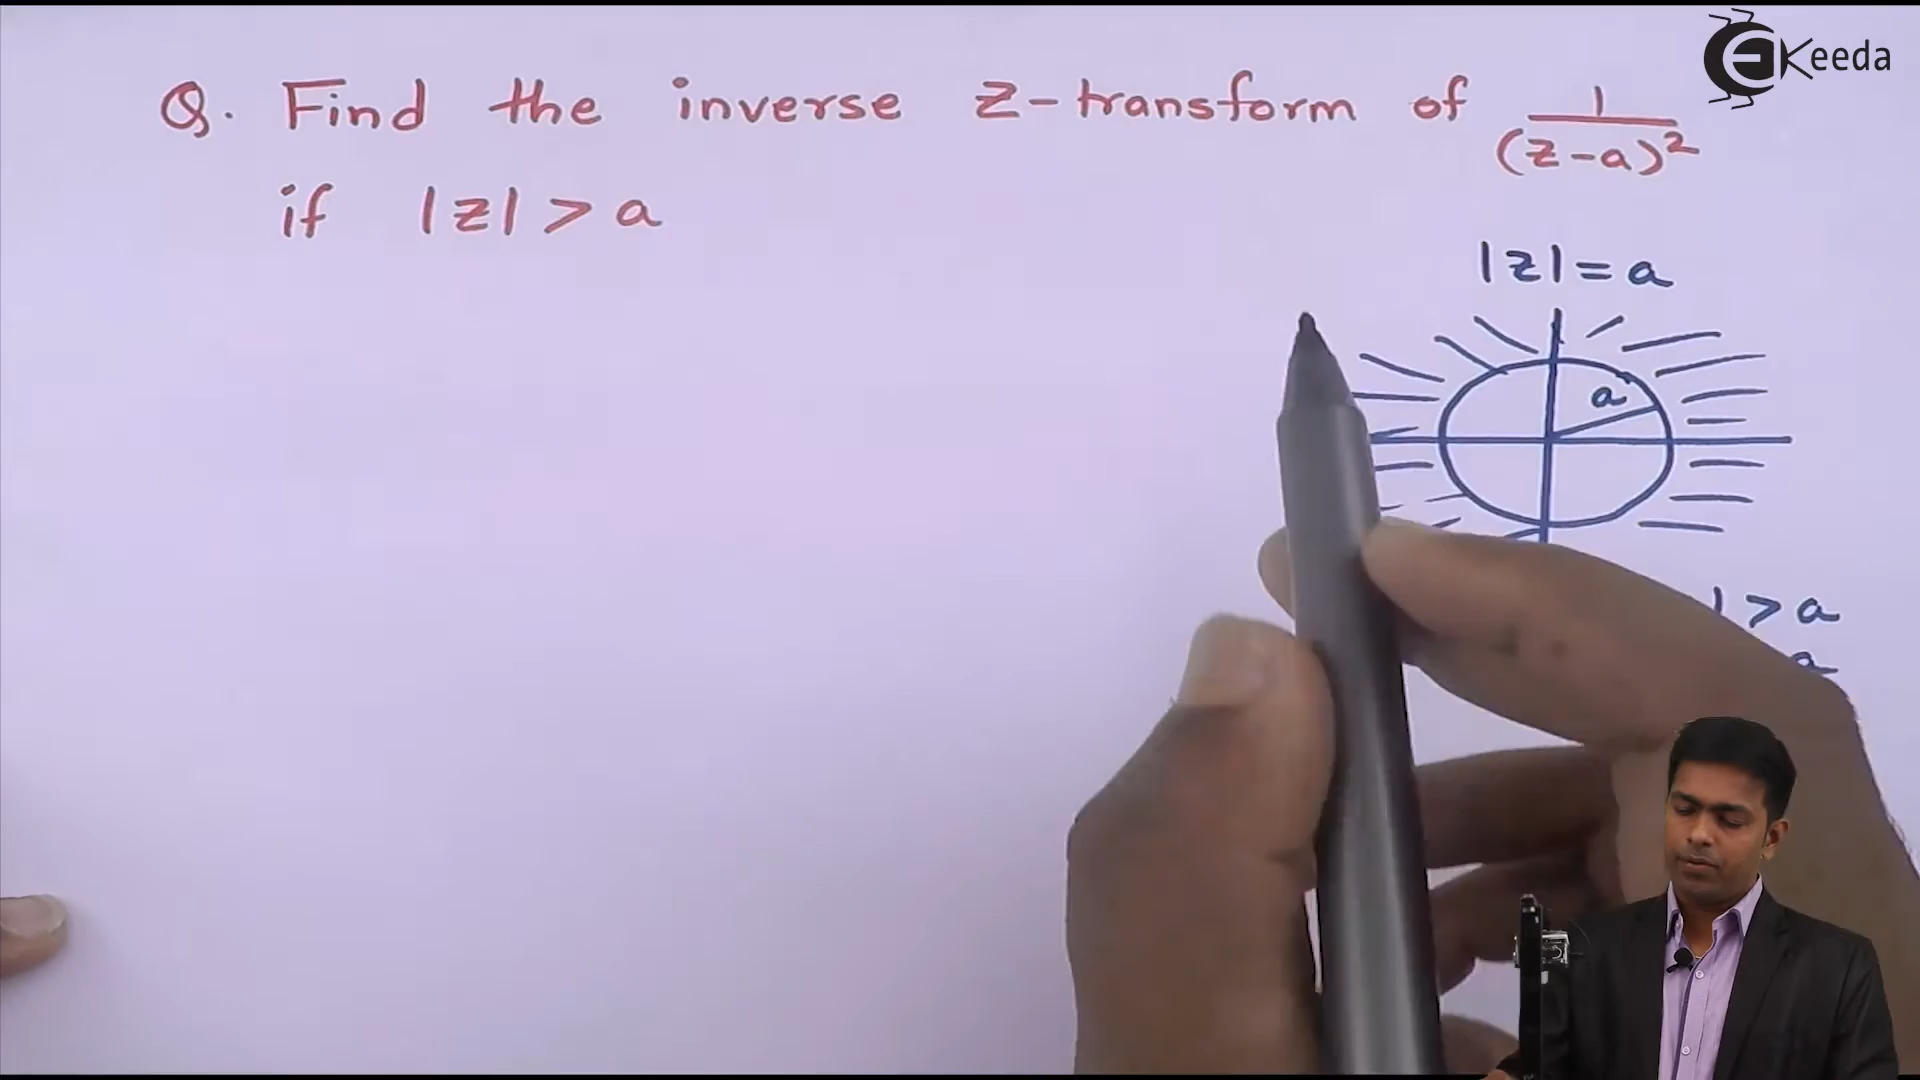 Keeda
Q. Find the inverse Z-transform of 1/(z-a)²
if |z| > a
|z| = a
a
| > a
a